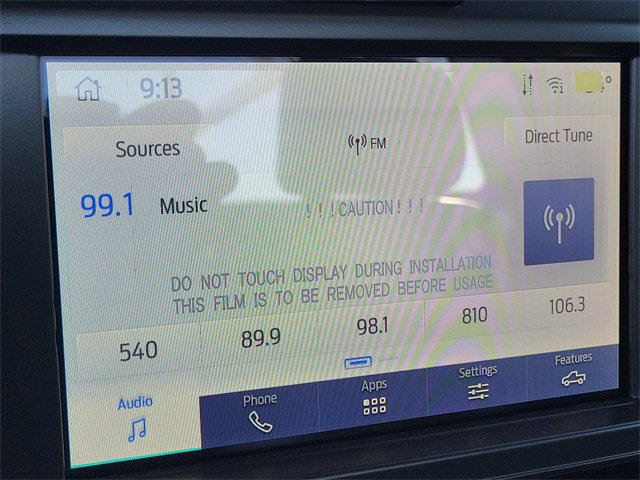 9:13
Sources
FM
Direct Tune
99.1 Music
! ! ! CAUTION ! ! !
DO NOT TOUCH DISPLAY DURING INSTALLATION
THIS FILM IS TO BE REMOVED BEFORE USAGE
540 89.9 98.1 810 106.3
Audio Phone Apps Settings Features